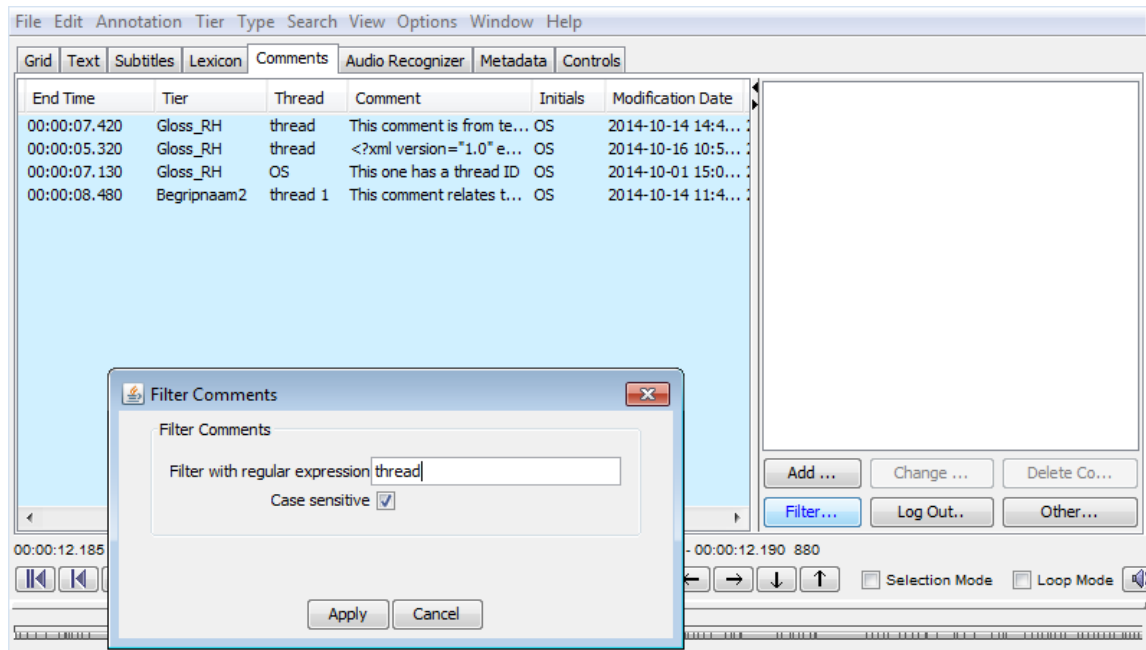 File Edit Annotation Tier Type Search View Options Window Help
Grid Text Subtitles Lexicon Comments Audio Recognizer Metadata Controls
End Time Tier Thread Comment Initials Modification Date
00:00:07.420 Gloss_RH thread This comment is from te... OS 2014-10-14 14:4...
00:00:05.320 Gloss_RH thread <?xml version="1.0" e... OS 2014-10-16 10:5...
00:00:07.130 Gloss_RH OS This one has a thread ID OS 2014-10-01 15:0...
00:00:08.480 Begripnaam2 thread 1 This comment relates t... OS 2014-10-14 11:4...
Filter Comments
Filter Comments
Filter with regular expression thread
Case sensitive
Apply Cancel
Add ... Change ... Delete Co...
Filter... Log Out.. Other...
00:00:12.185 - 00:00:12.190 880
Selection Mode Loop Mode